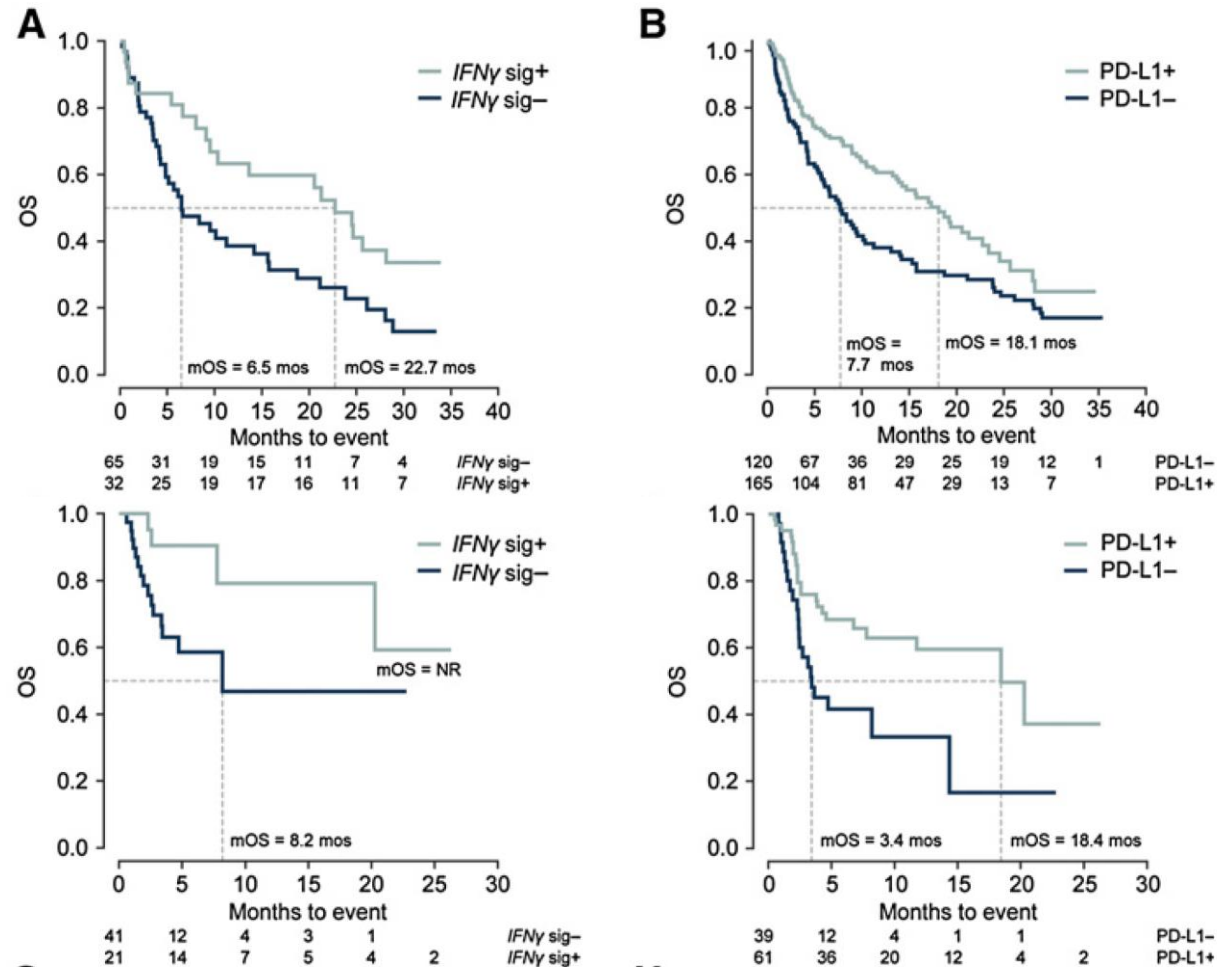 A
1.0
0.8
0.6
0.4
0.2
0.0
OS
IFNγ sig+
IFNγ sig–
mOS = 6.5 mos
mOS = 22.7 mos
0 5 10 15 20 25 30 35 40
Months to event
65 31 19 15 11 7 4 IFNγ sig–
32 25 19 17 16 11 7 IFNγ sig+
B
1.0
0.8
0.6
0.4
0.2
0.0
OS
PD-L1+
PD-L1–
mOS =
7.7 mos
mOS = 18.1 mos
0 5 10 15 20 25 30 35 40
Months to event
120 67 36 29 25 19 12 1 PD-L1–
165 104 81 47 29 13 7 PD-L1+
1.0
0.8
0.6
0.4
0.2
0.0
OS
IFNγ sig+
IFNγ sig–
mOS = NR
mOS = 8.2 mos
0 5 10 15 20 25 30
Months to event
41 12 4 3 1 IFNγ sig–
21 14 7 5 4 2 IFNγ sig+
1.0
0.8
0.6
0.4
0.2
0.0
OS
PD-L1+
PD-L1–
mOS = 3.4 mos
mOS = 18.4 mos
0 5 10 15 20 25 30
Months to event
39 12 4 1 1 PD-L1–
61 36 20 12 4 2 PD-L1+